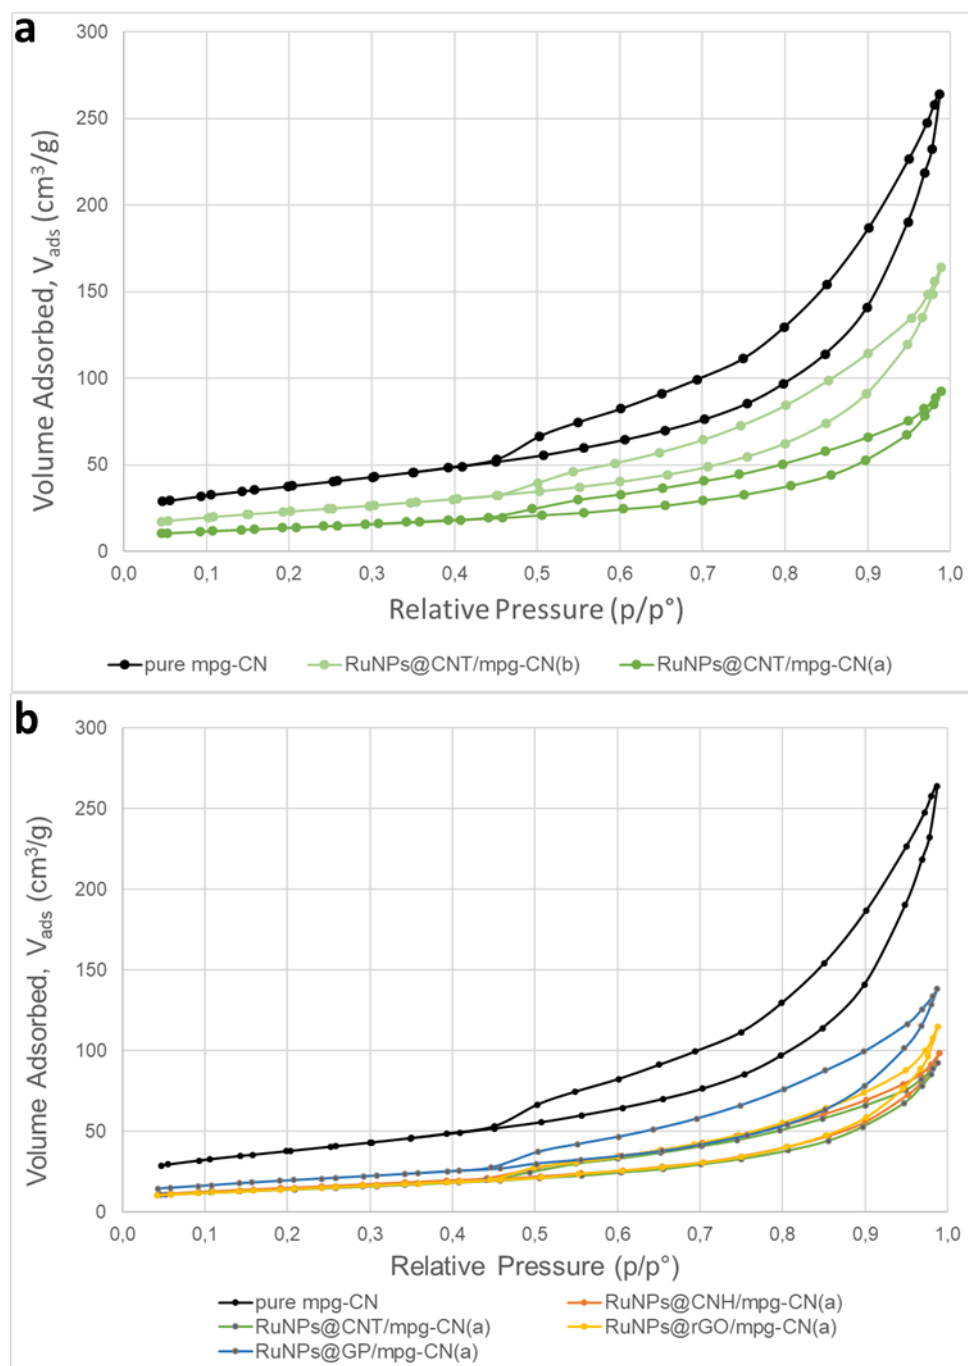 a
300
250
200
150
100
50
0
Volume Adsorbed, Vads (cm³/g)
0,0 0,1 0,2 0,3 0,4 0,5 0,6 0,7 0,8 0,9 1,0
Relative Pressure (p/p°)
pure mpg-CN RuNPs@CNT/mpg-CN(b) RuNPs@CNT/mpg-CN(a)
b
300
250
200
150
100
50
0
Volume Adsorbed, Vads (cm³/g)
0,0 0,1 0,2 0,3 0,4 0,5 0,6 0,7 0,8 0,9 1,0
Relative Pressure (p/p°)
pure mpg-CN RuNPs@CNH/mpg-CN(a)
RuNPs@CNT/mpg-CN(a) RuNPs@rGO/mpg-CN(a)
RuNPs@GP/mpg-CN(a)